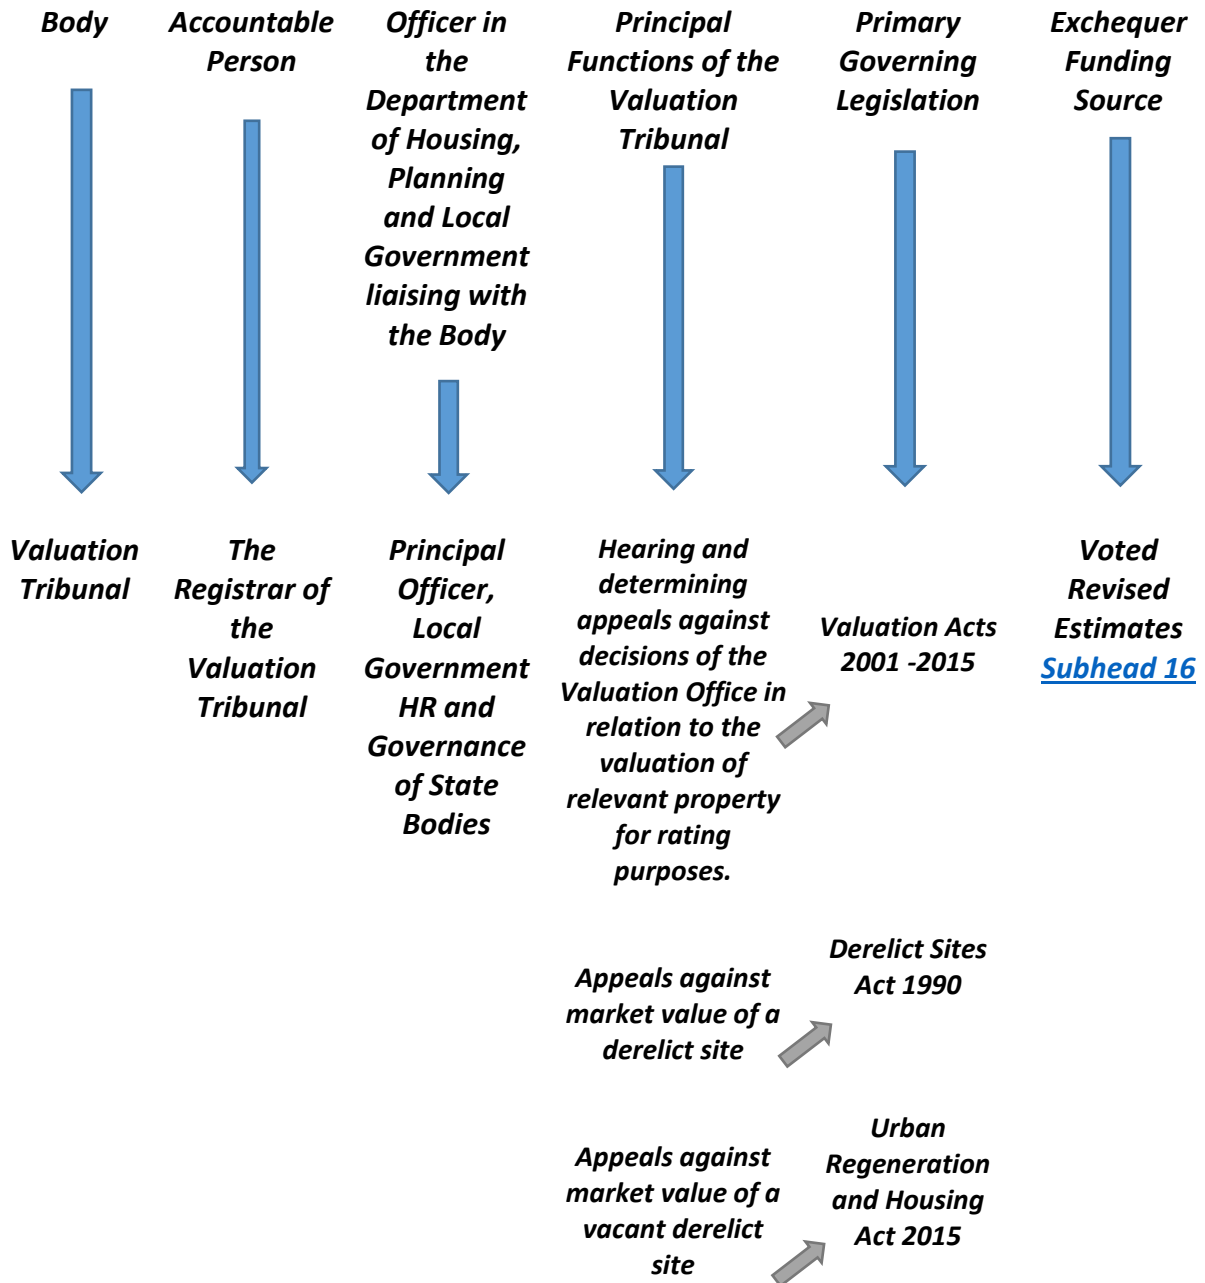 Body
Accountable
Person
Officer in
the
Department
of Housing,
Planning
and Local
Government
liaising with
the Body
Principal
Functions of the
Valuation
Tribunal
Primary
Governing
Legislation
Exchequer
Funding
Source
Valuation
Tribunal
The
Registrar of
the
Valuation
Tribunal
Principal
Officer,
Local
Government
HR and
Governance
of State
Bodies
Hearing and
determining
appeals against
decisions of the
Valuation Office in
relation to the
valuation of
relevant property
for rating
purposes.
Valuation Acts
2001 -2015
Voted
Revised
Estimates
Subhead 16
Appeals against
market value of a
derelict site
Derelict Sites
Act 1990
Appeals against
market value of a
vacant derelict
site
Urban
Regeneration
and Housing
Act 2015